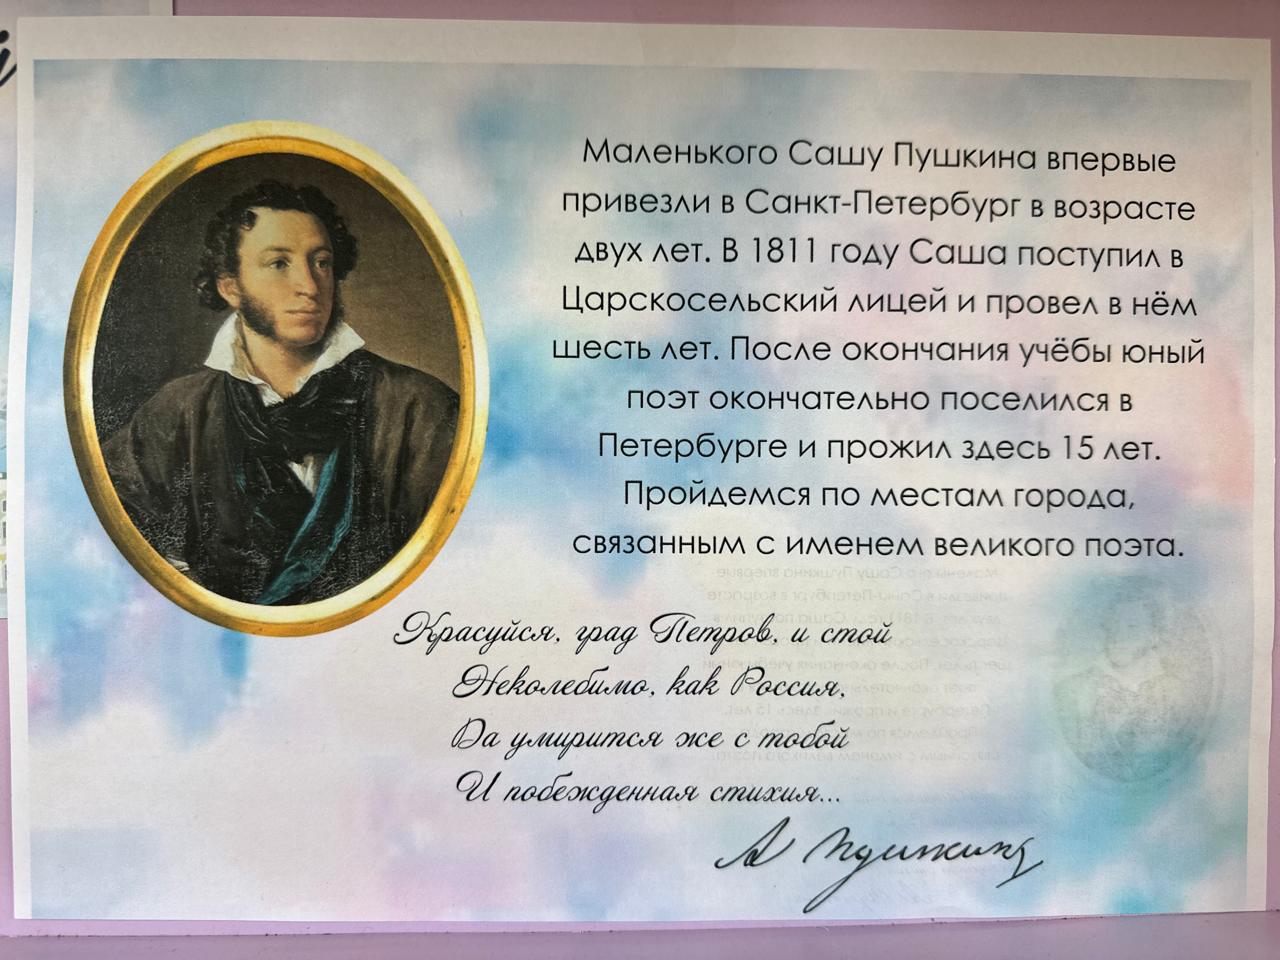 Маленького Сашу Пушкина впервые
привезли в Санкт-Петербург в возрасте
двух лет. В 1811 году Саша поступил в
Царскосельский лицей и провел в нём
шесть лет. После окончания учёбы юный
поэт окончательно поселился в
Петербурге и прожил здесь 15 лет.
Пройдемся по местам города,
связанным с именем великого поэта.
Красуйся, град Петров, и стой
Неколебимо, как Россия,
Да умирится же с тобой
И побежденная стихия...
А Пушкинъ